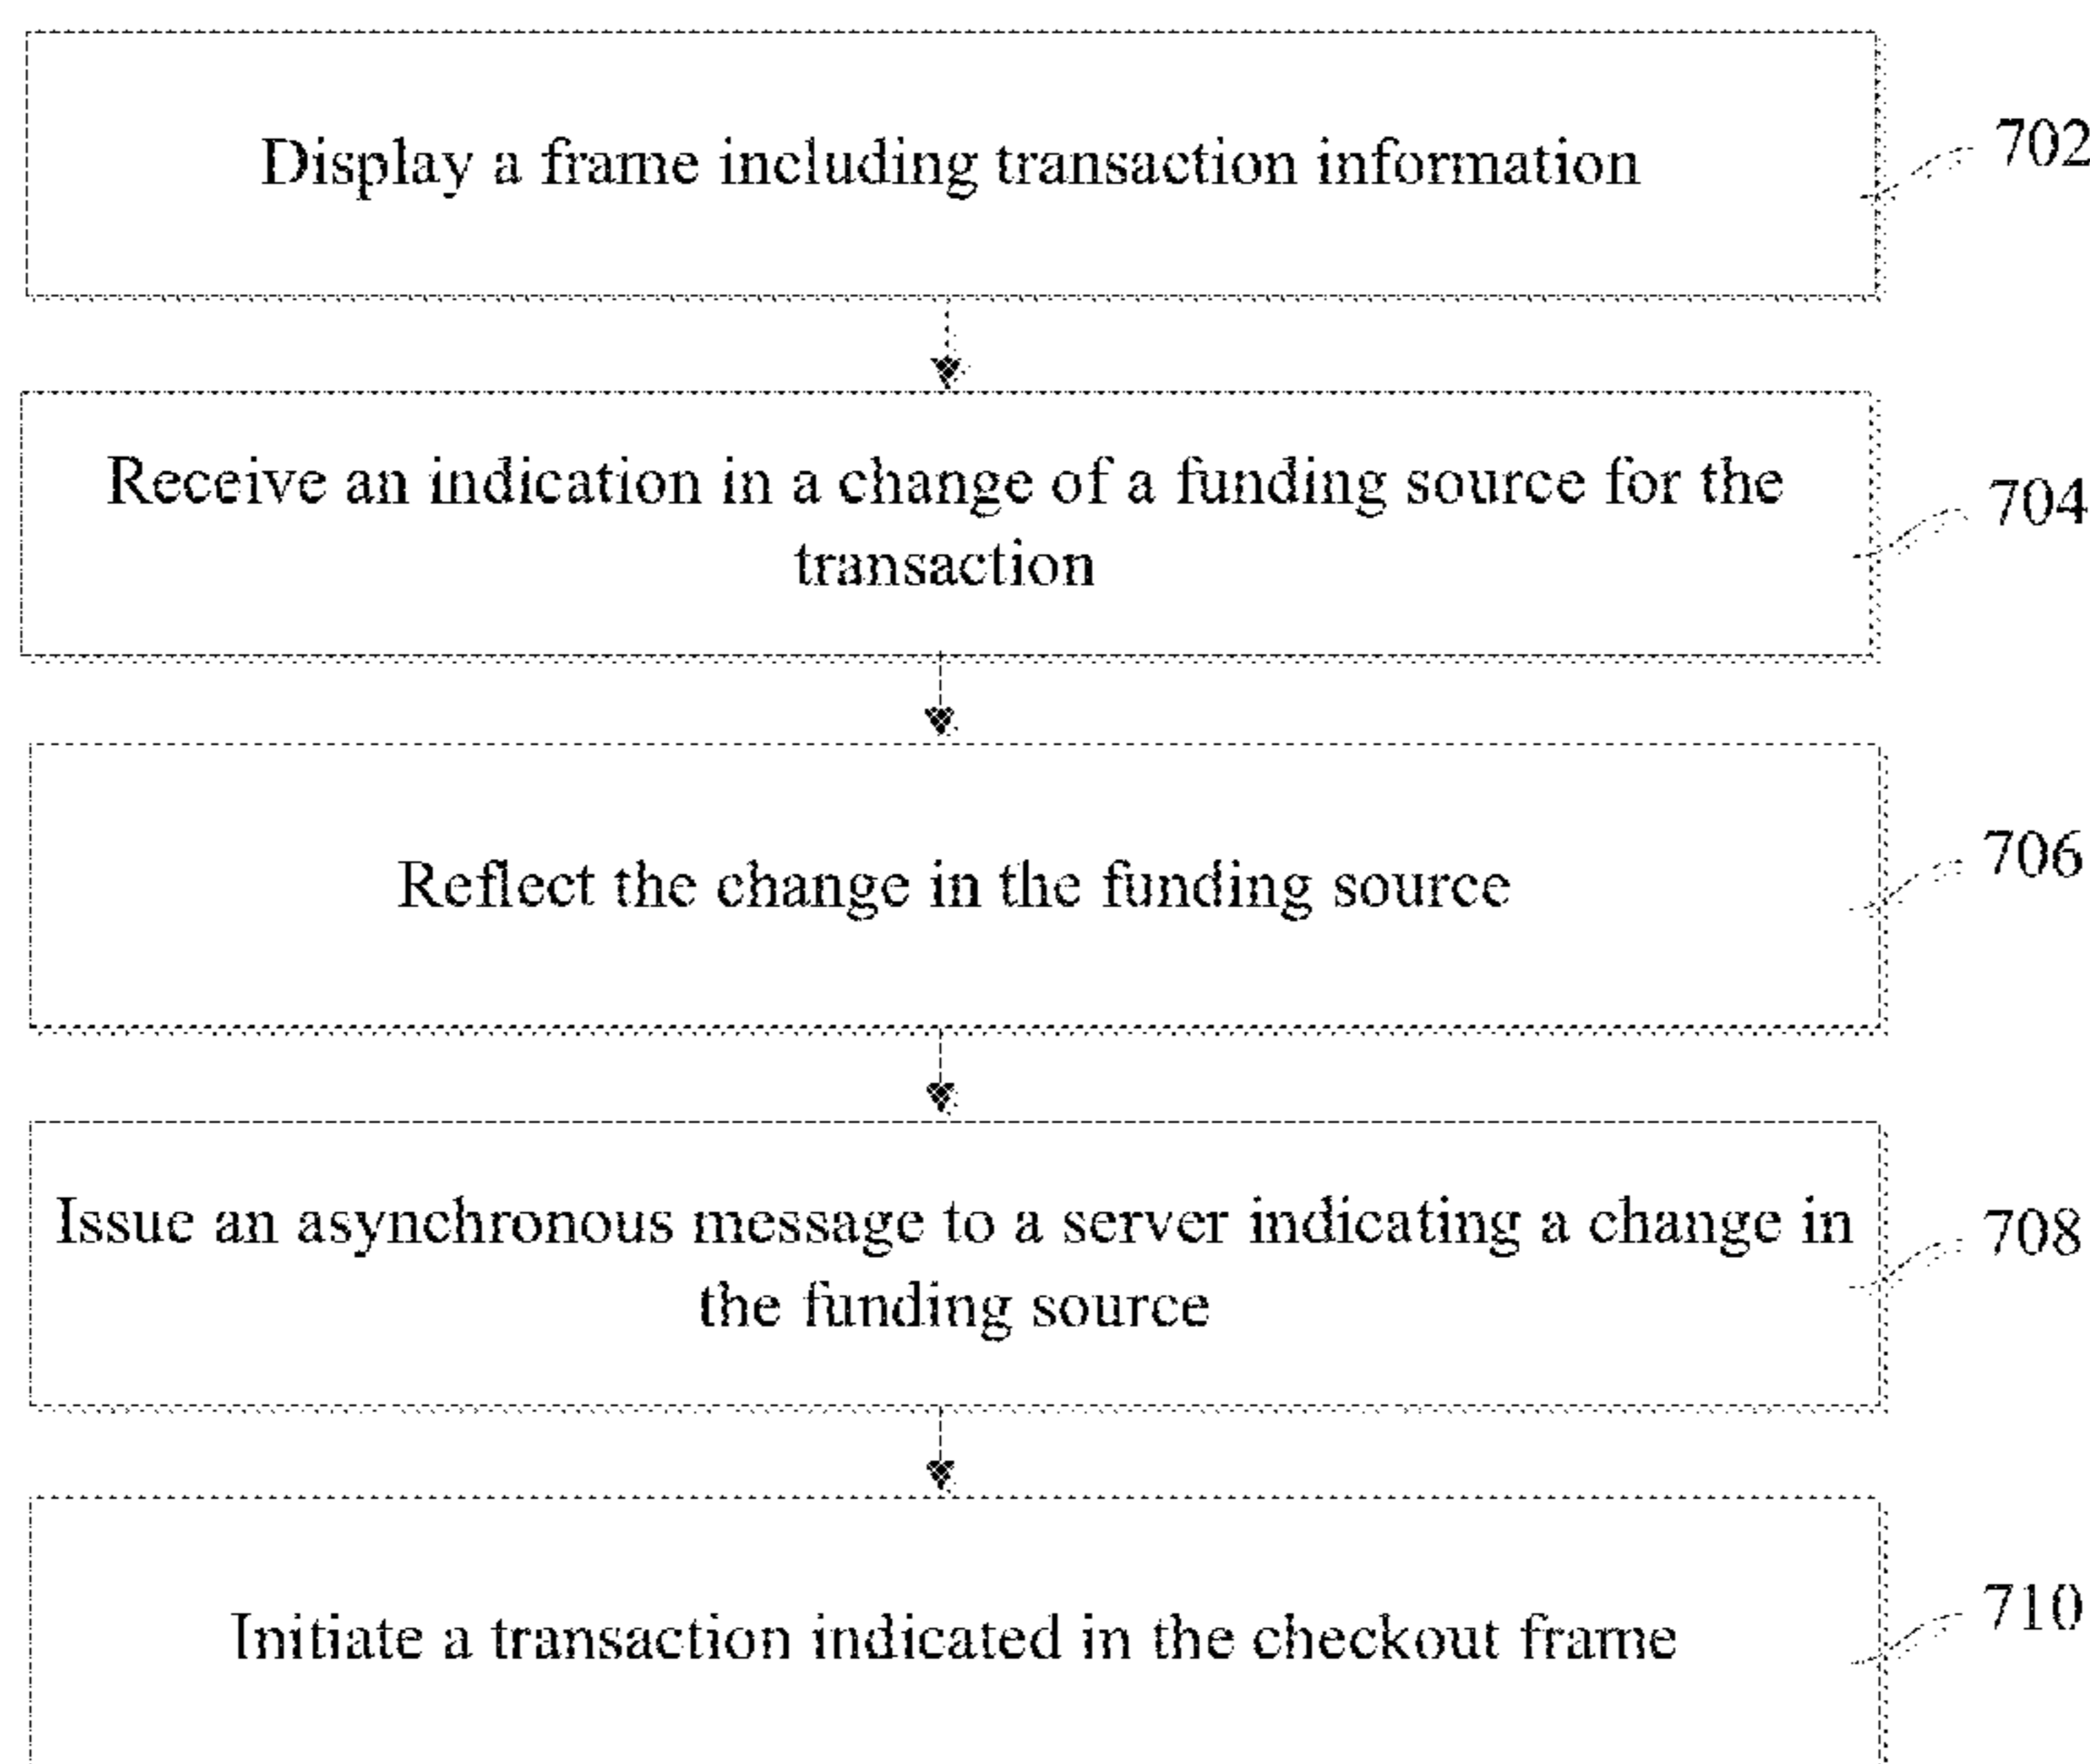 Display a frame including transaction information
702
Receive an indication in a change of a funding source for the
transaction
704
Reflect the change in the funding source
706
Issue an asynchronous message to a server indicating a change in
the funding source
708
Initiate a transaction indicated in the checkout frame
710